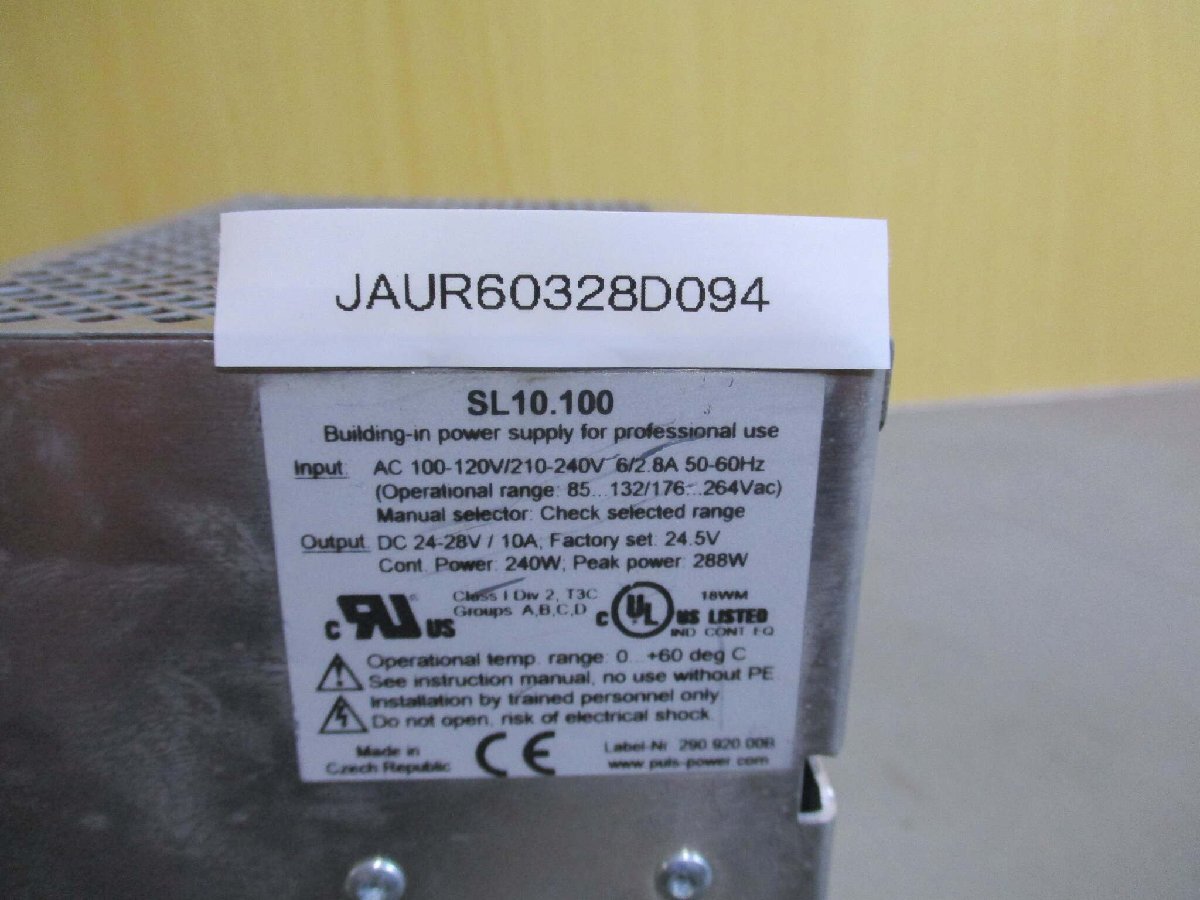 JAUR60328D094
SL10.100
Building-in power supply for professional use
Input: AC 100-120V/210-240V 6/2.8A 50-60Hz
(Operational range: 85...132/176...264Vac)
Manual selector: Check selected range
Output: DC 24-28V / 10A, Factory set: 24.5V
Cont. Power: 240W, Peak power: 288W
Class I Div 2, T3C
Groups A,B,C,D
c RU US
c UL US LISTED
18WM
IND CONT EQ
Operational temp. range: 0...+60 deg C
See instruction manual, no use without PE
Installation by trained personnel only
Do not open, risk of electrical shock.
Made in
Czech Republic
CE
Label-Nr. 290.920.00B
www.puls-power.com